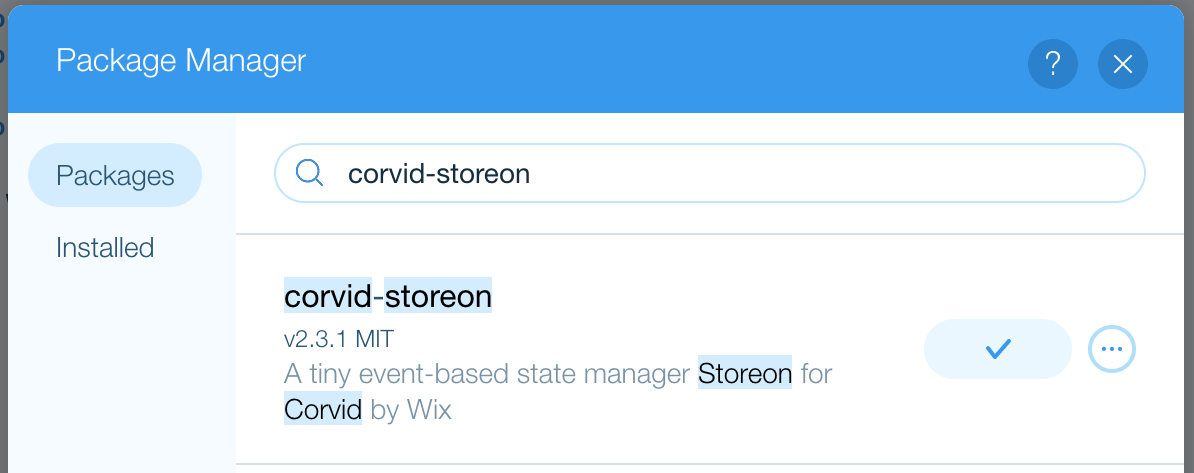 Package Manager
?
Packages
Installed
corvid-storeon
corvid-storeon
v2.3.1 MIT
A tiny event-based state manager Storeon for
Corvid by Wix